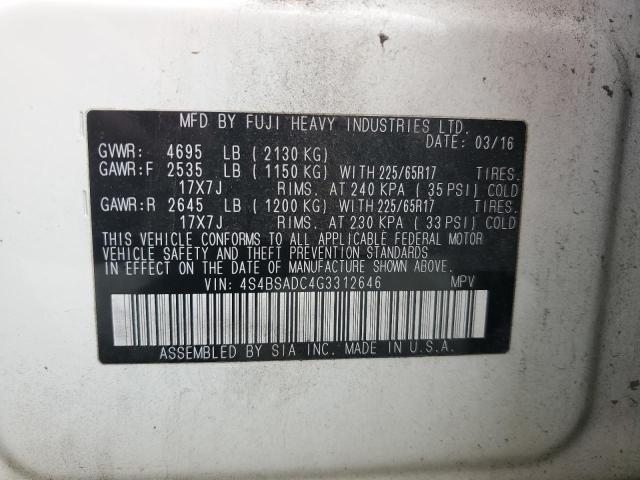 MFD BY FUJI HEAVY INDUSTRIES LTD.
DATE: 03/16
GVWR: 4695 LB (2130 KG)
GAWR:F 2535 LB (1150 KG) WITH 225/65R17 TIRES.
17X7J RIMS. AT 240 KPA (35 PSI) COLD
GAWR:R 2645 LB (1200 KG) WITH 225/65R17 TIRES.
17X7J RIMS. AT 230 KPA (33 PSI) COLD
THIS VEHICLE CONFORMS TO ALL APPLICABLE FEDERAL MOTOR
VEHICLE SAFETY AND THEFT PREVENTION STANDARDS
IN EFFECT ON THE DATE OF MANUFACTURE SHOWN ABOVE.
VIN: 4S4BSADC4G3312646 MPV
ASSEMBLED BY SIA INC. MADE IN U.S.A.